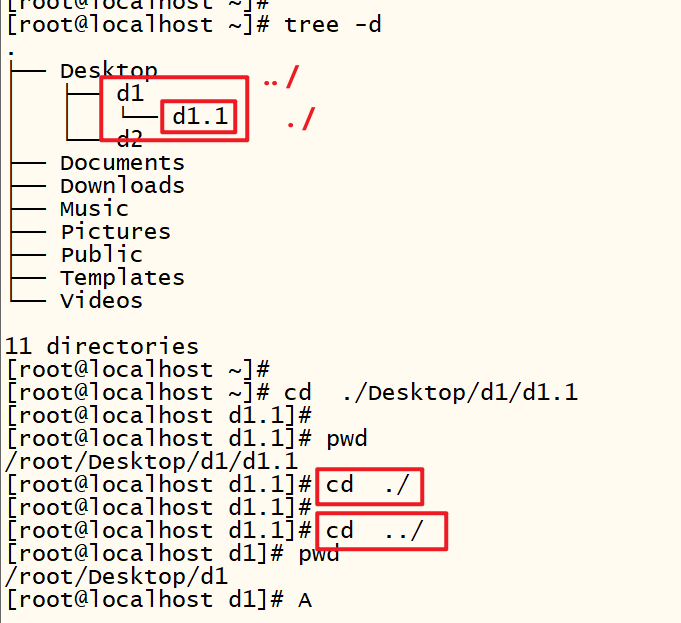 [root@localhost ~]#
[root@localhost ~]# tree -d
.
├── Desktop
│   ├── d1 ../
│   │   └── d1.1 ./
│   └── d2
├── Documents
├── Downloads
├── Music
├── Pictures
├── Public
├── Templates
└── Videos
11 directories
[root@localhost ~]#
[root@localhost ~]# cd  ./Desktop/d1/d1.1
[root@localhost d1.1]#
[root@localhost d1.1]# pwd
/root/Desktop/d1/d1.1
[root@localhost d1.1]# cd  ./
[root@localhost d1.1]#
[root@localhost d1.1]# cd  ../
[root@localhost d1]# pwd
/root/Desktop/d1
[root@localhost d1]# A